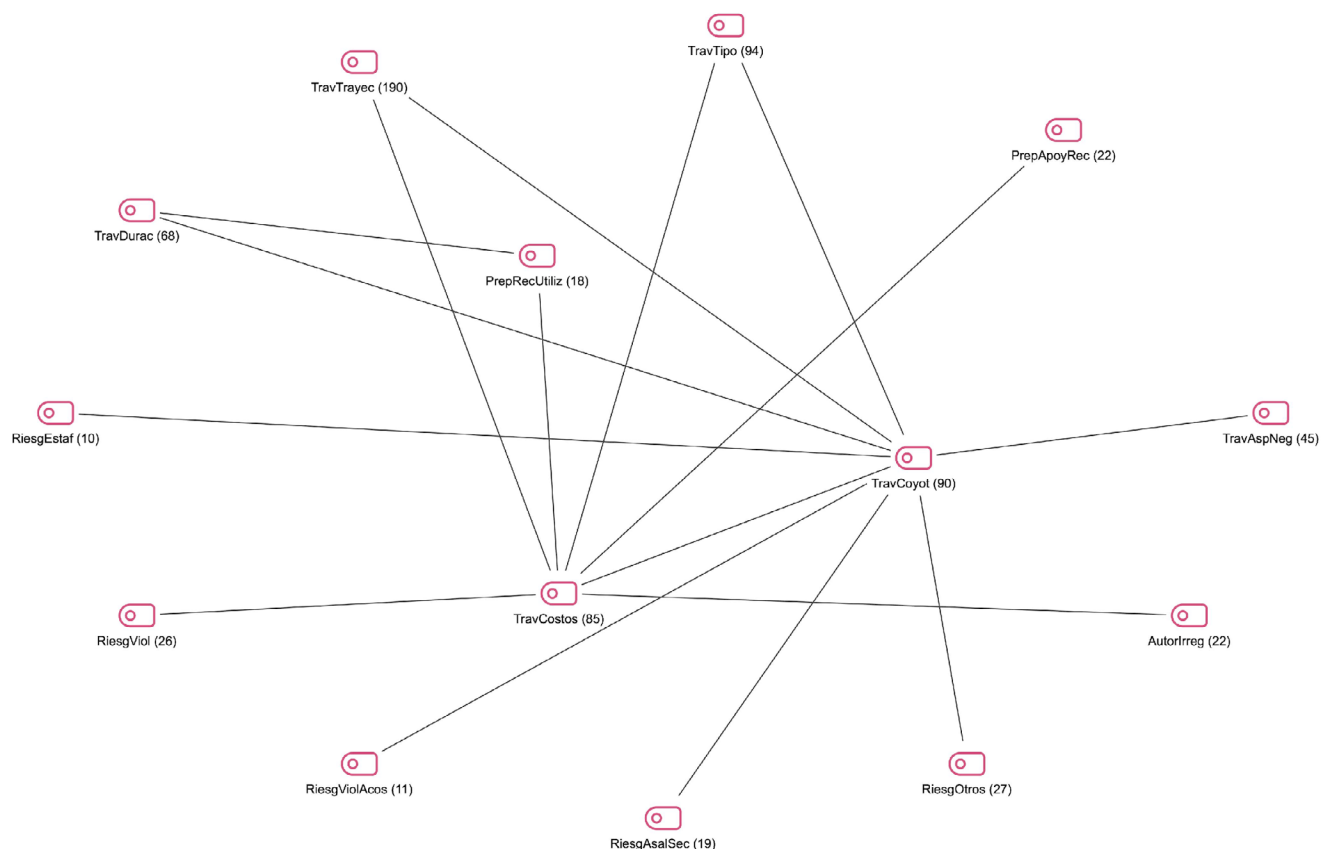 TravTipo (94)
TravTrayec (190)
PrepApoyRec (22)
TravDurac (68)
PrepRecUtiliz (18)
RiesgEstaf (10)
TravAspNeg (45)
TravCoyot (90)
TravCostos (85)
RiesgViol (26)
AutorIrreg (22)
RiesgViolAcos (11)
RiesgOtros (27)
RiesgAsalSec (19)